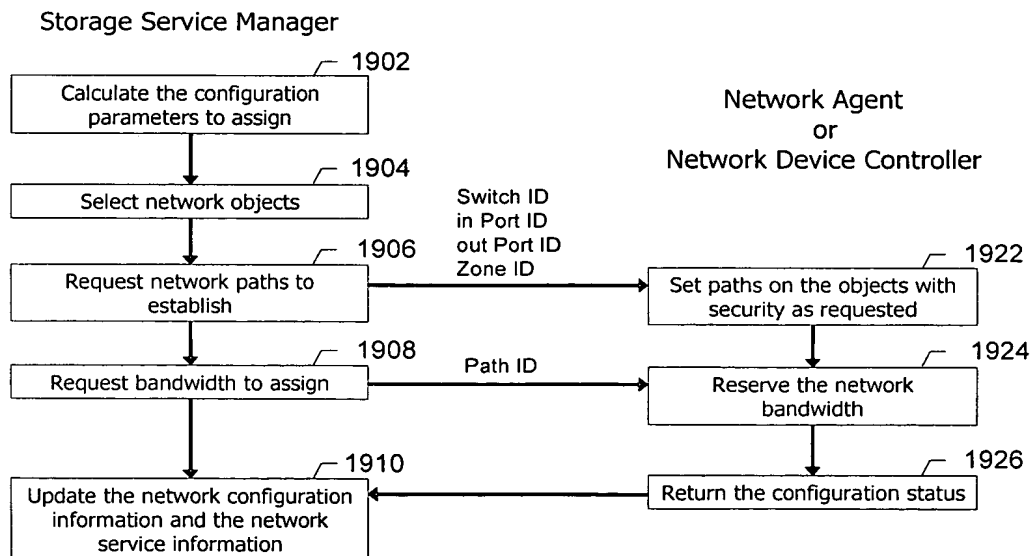 Storage Service Manager
1902
Calculate the configuration
parameters to assign
1904
Select network objects
1906
Request network paths to
establish
1908
Request bandwidth to assign
1910
Update the network configuration
information and the network
service information
Switch ID
in Port ID
out Port ID
Zone ID
Path ID
Network Agent
or
Network Device Controller
1922
Set paths on the objects with
security as requested
1924
Reserve the network
bandwidth
1926
Return the configuration status